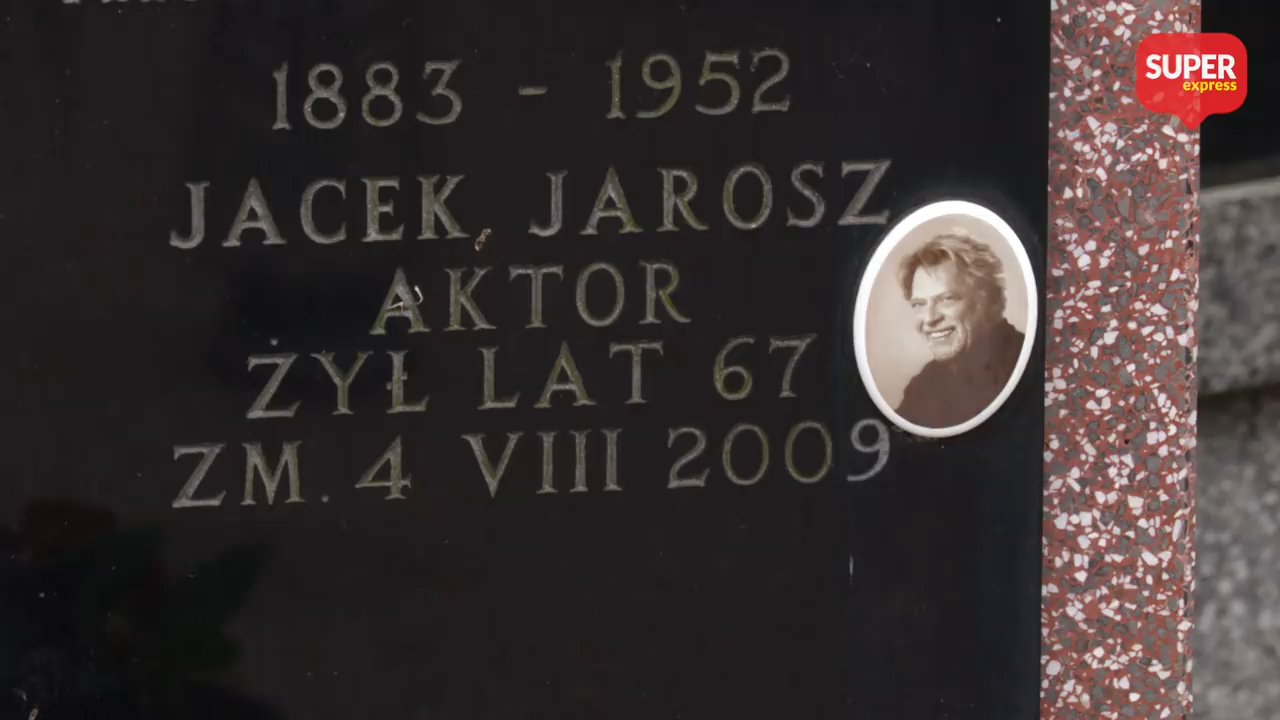 1883 - 1952
JACEK JAROSZ
AKTOR
ŻYŁ LAT 67
ZM. 4 VIII 2009
SUPER
express